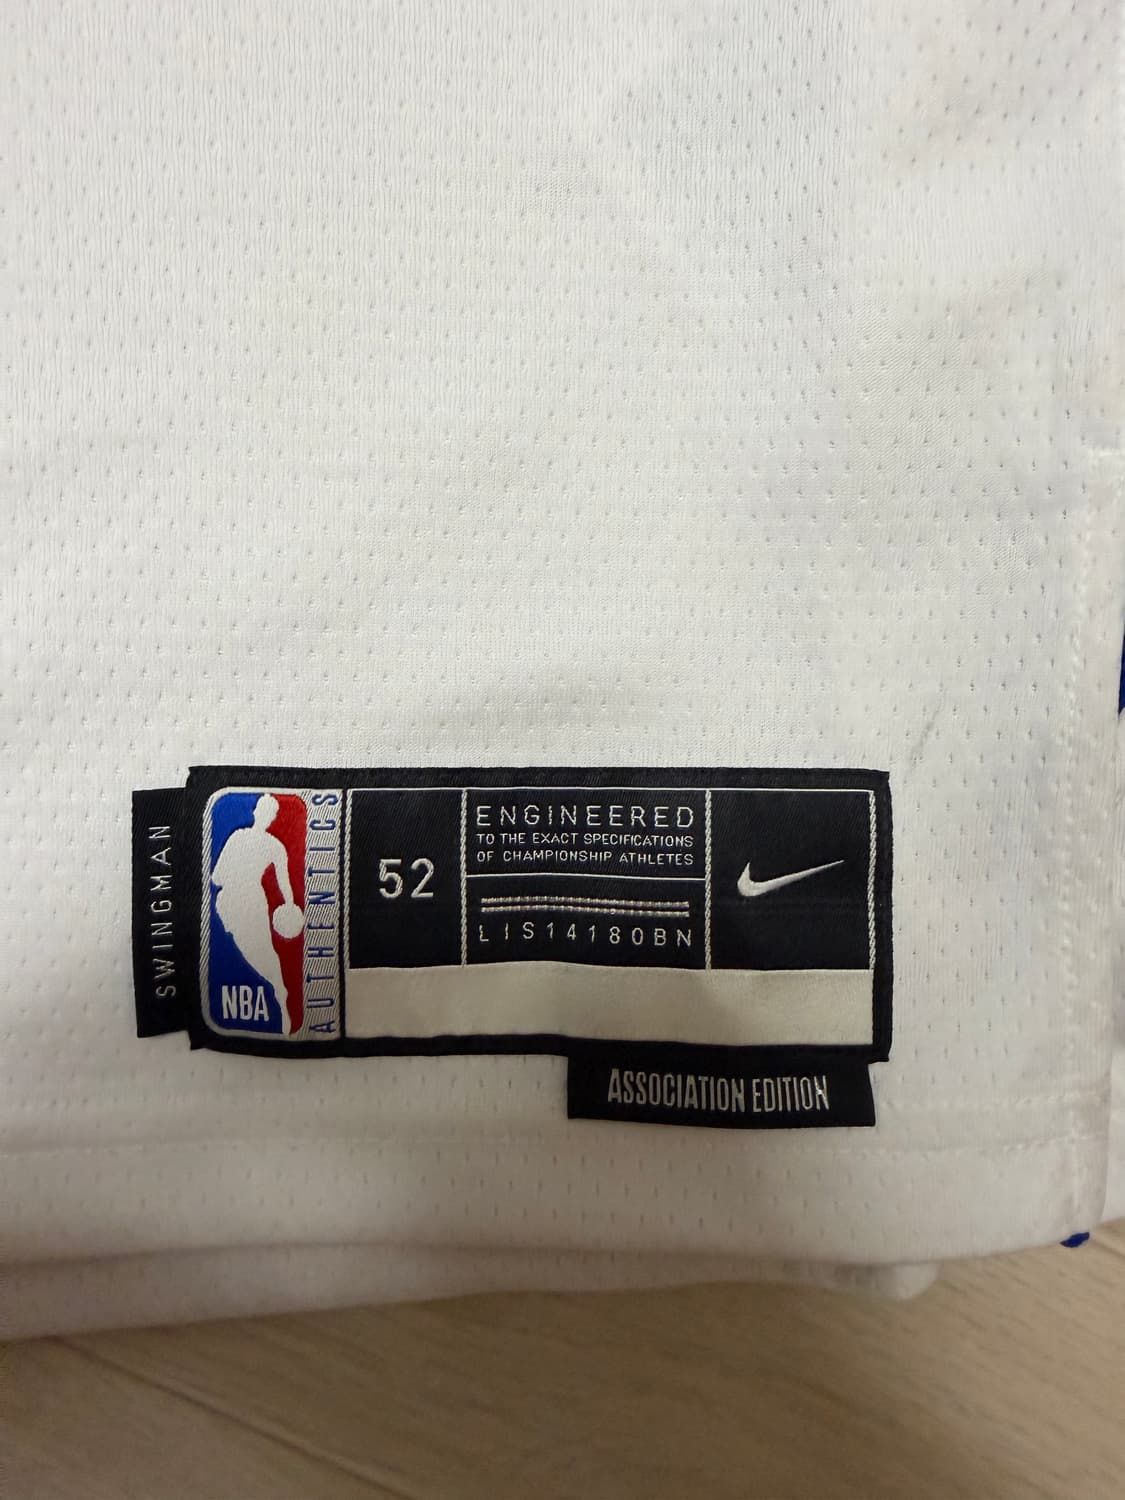 SWINGMAN
NBA
AUTHENTICS
52
ENGINEERED
TO THE EXACT SPECIFICATIONS
OF CHAMPIONSHIP ATHLETES
LIS14180BN
ASSOCIATION EDITION